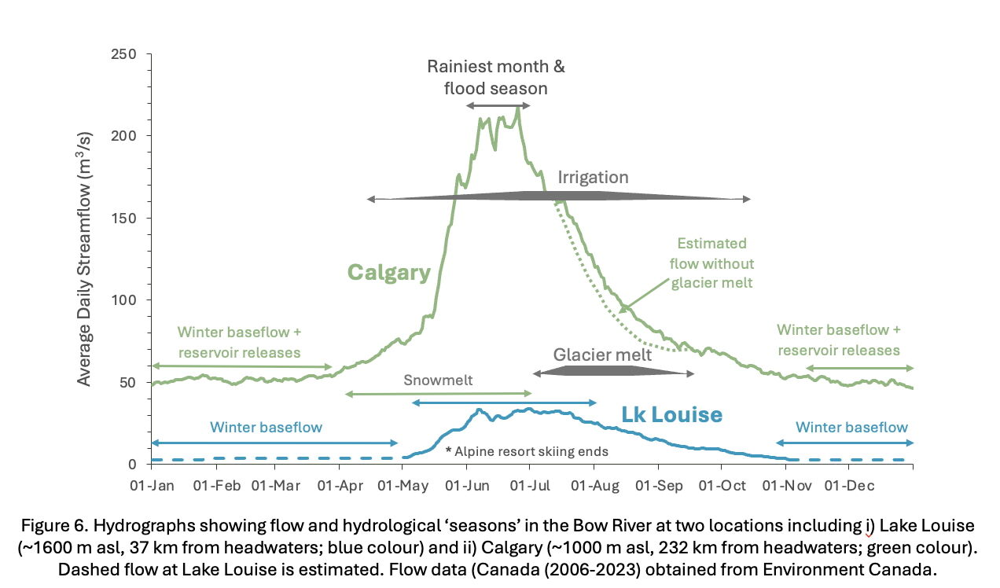 250
200
150
100
50
0
Average Daily Streamflow (m³/s)
Rainiest month &
flood season
Irrigation
Calgary
Estimated
flow without
glacier melt
Winter baseflow +
reservoir releases
Winter baseflow +
reservoir releases
Glacier melt
Snowmelt
Lk Louise
Winter baseflow
Winter baseflow
* Alpine resort skiing ends
01-Jan 01-Feb 01-Mar 01-Apr 01-May 01-Jun 01-Jul 01-Aug 01-Sep 01-Oct 01-Nov 01-Dec
Figure 6. Hydrographs showing flow and hydrological ‘seasons’ in the Bow River at two locations including i) Lake Louise
(~1600 m asl, 37 km from headwaters; blue colour) and ii) Calgary (~1000 m asl, 232 km from headwaters; green colour).
Dashed flow at Lake Louise is estimated. Flow data (Canada (2006-2023) obtained from Environment Canada.